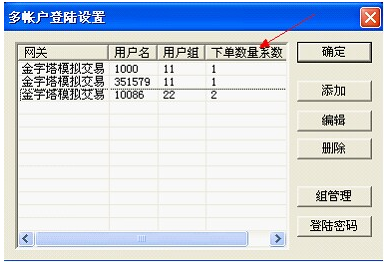 多帐户登陆设置
网关 用户名 用户组 下单数量系数
金字塔模拟交易 1000 11 1
金字塔模拟交易 351579 11 1
金字塔模拟交易 10086 22 2
确定
添加
编辑
删除
组管理
登陆密码